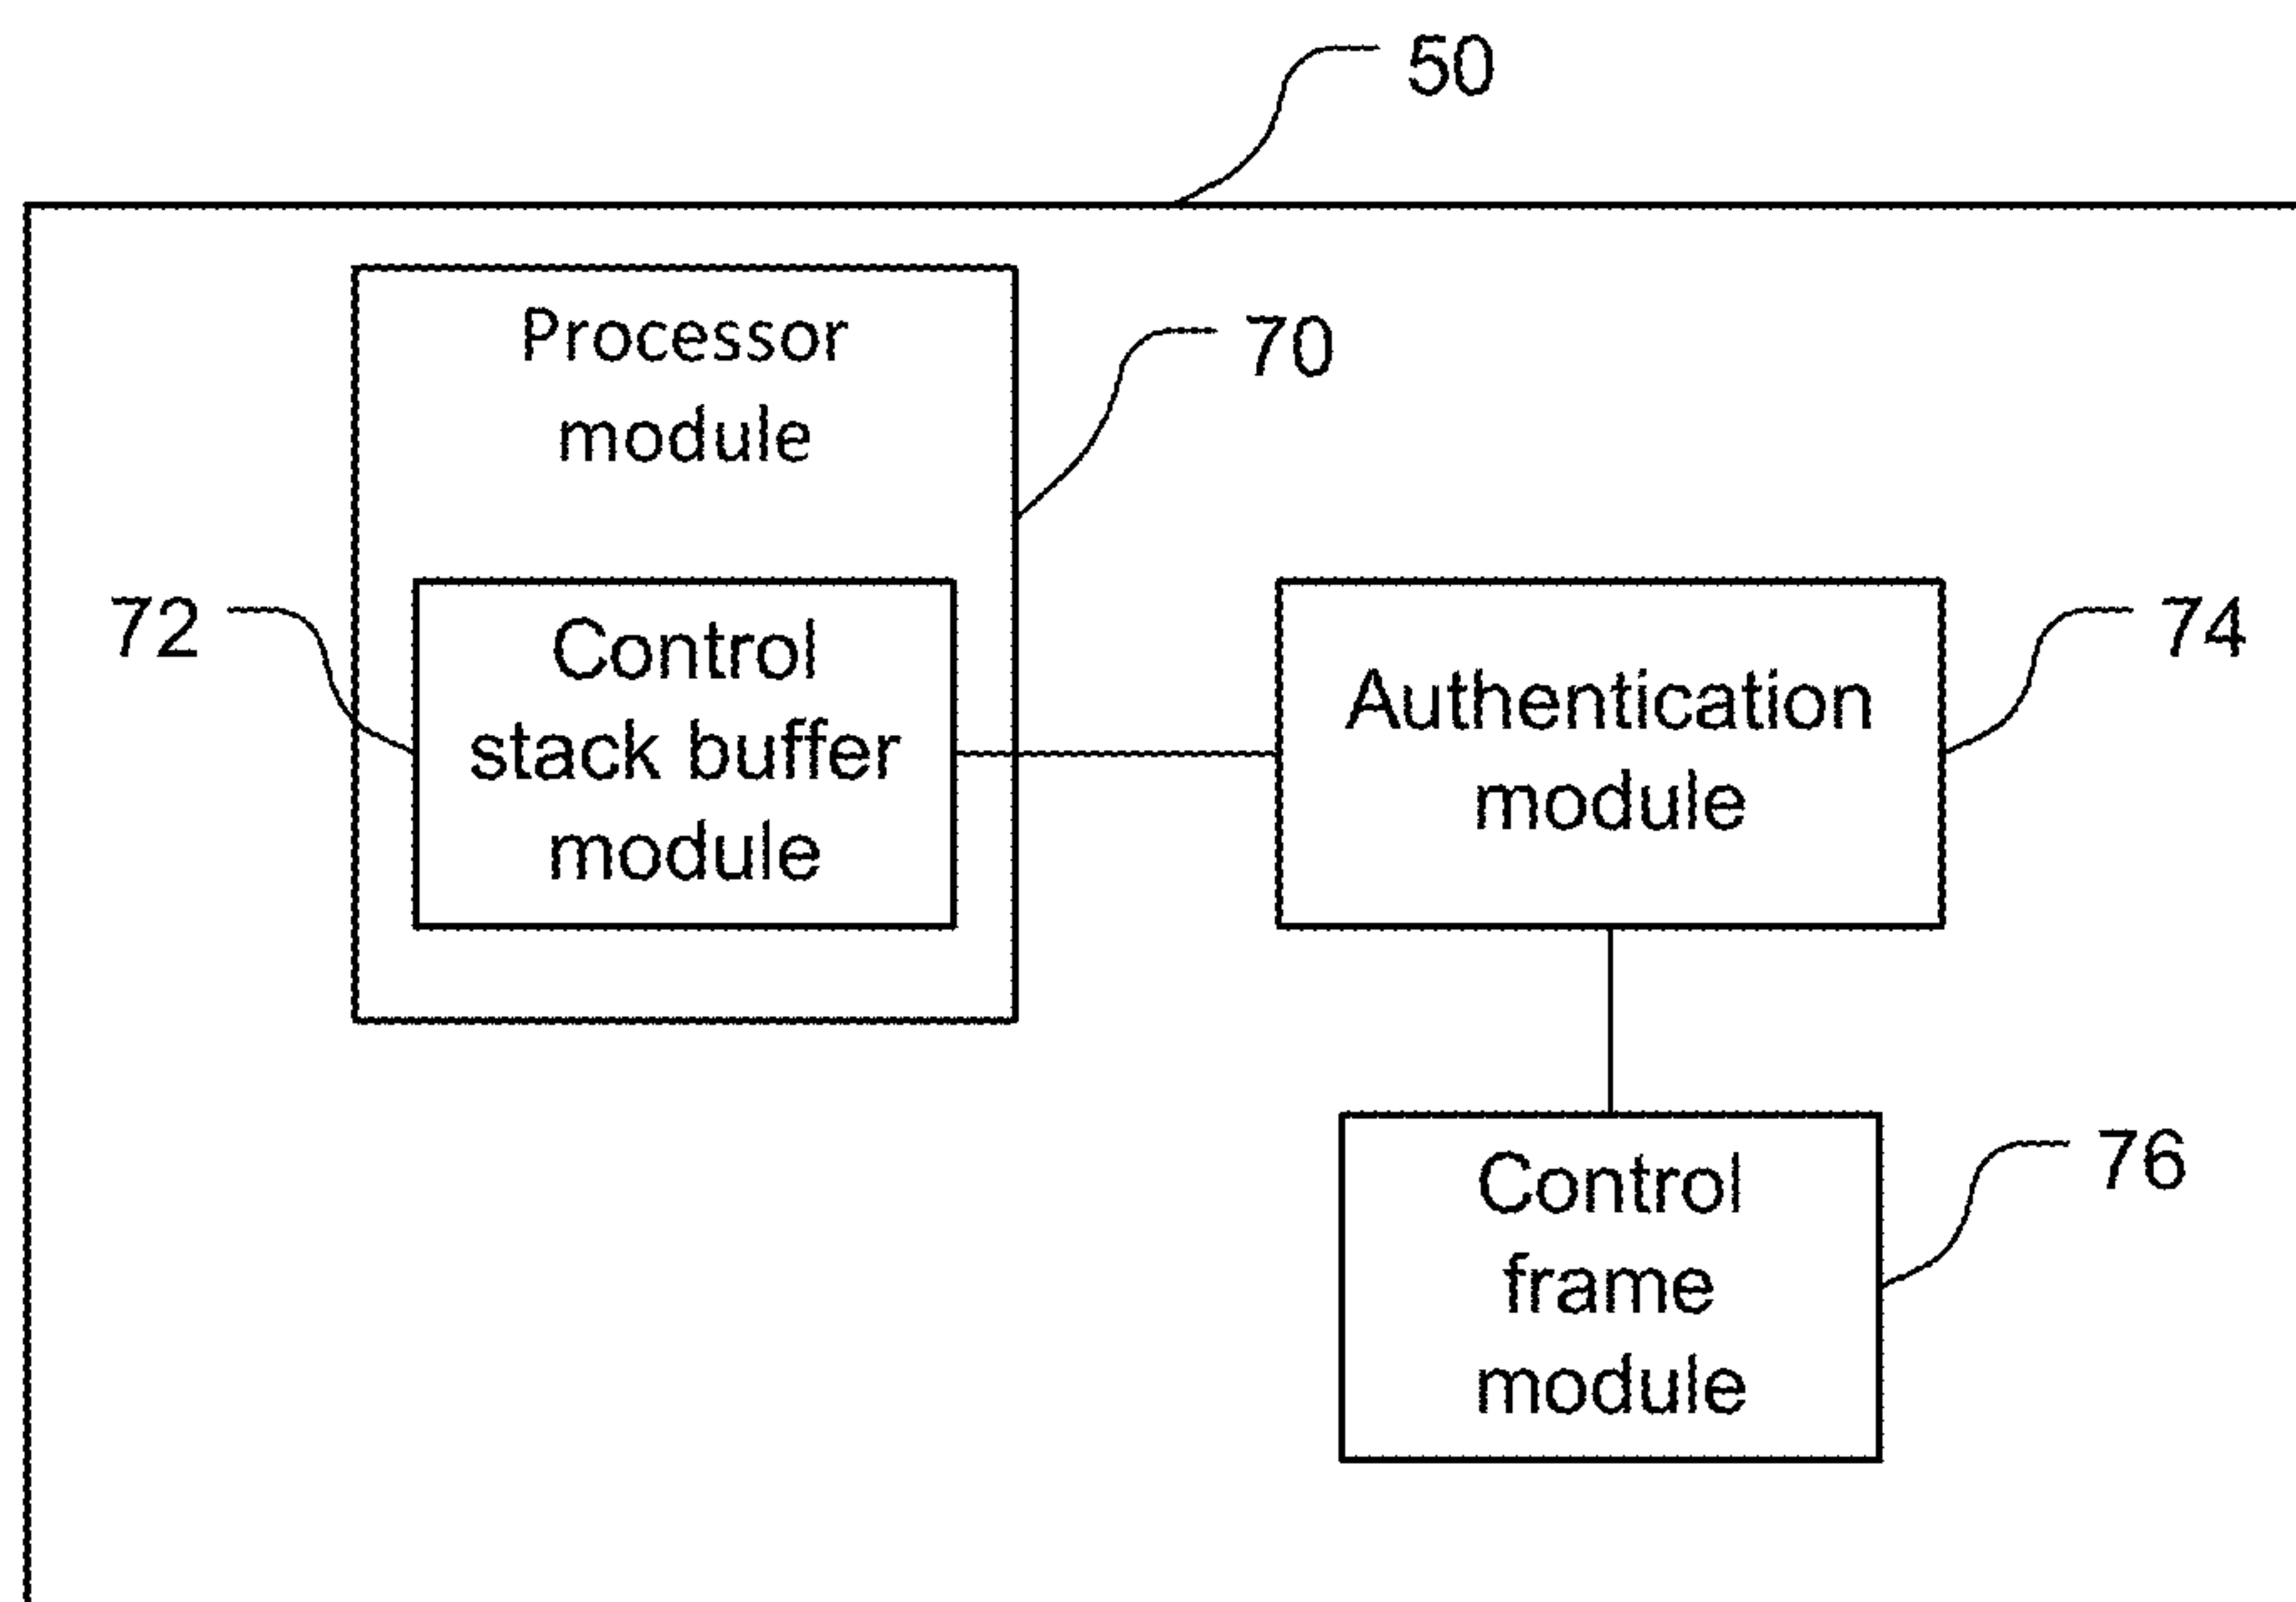 50
Processor
module
70
72
Control
stack buffer
module
Authentication
module
74
Control
frame
module
76